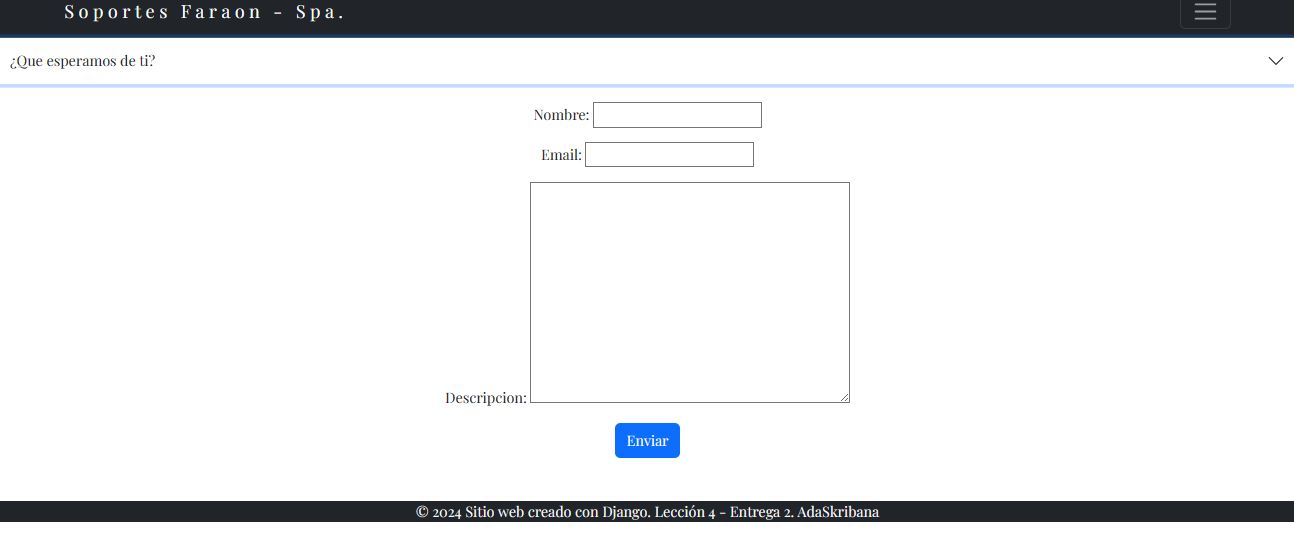 Soportes Faraon - Spa.
¿Que esperamos de ti?
Nombre:
Email:
Descripcion:
Enviar
© 2024 Sitio web creado con Django. Lección 4 - Entrega 2. AdaSkribana